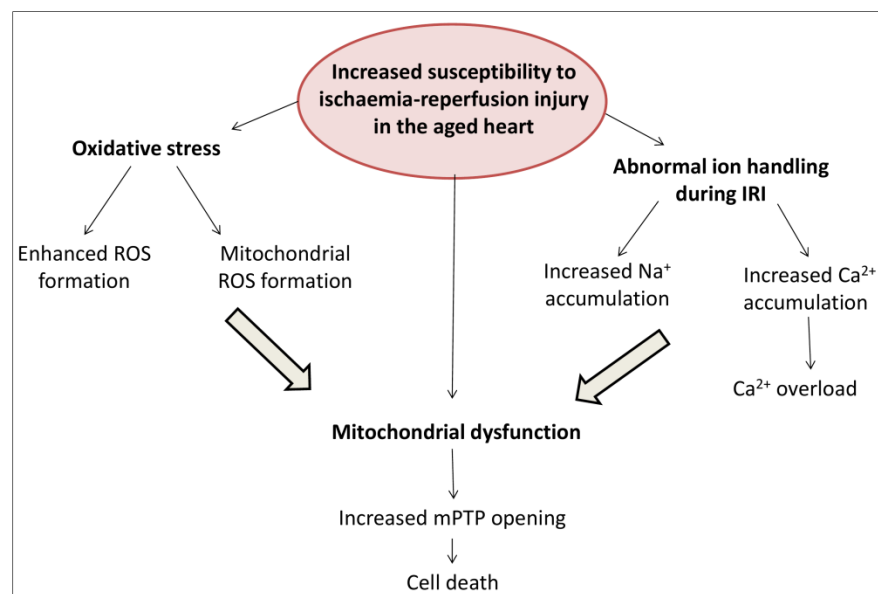 Increased susceptibility to
ischaemia-reperfusion injury
in the aged heart
Oxidative stress
Abnormal ion handling
during IRI
Enhanced ROS
formation
Mitochondrial
ROS formation
Increased Na⁺
accumulation
Increased Ca²⁺
accumulation
Ca²⁺ overload
Mitochondrial dysfunction
Increased mPTP opening
Cell death